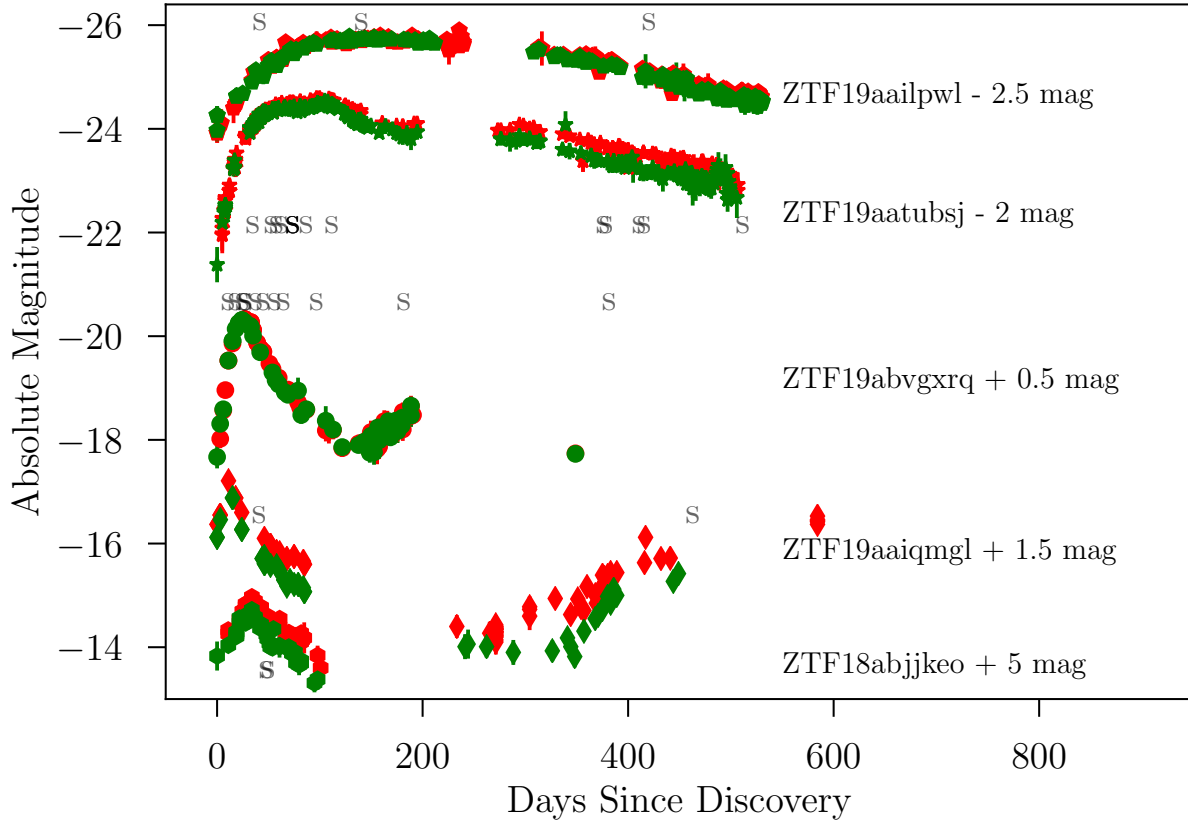 −26
−24
−22
−20
−18
−16
−14
Absolute Magnitude
S S S
ZTF19aailpwl - 2.5 mag
ZTF19aatubsj - 2 mag
ZTF19abvgxrq + 0.5 mag
ZTF19aaiqmgl + 1.5 mag
ZTF18abjjkeo + 5 mag
0 200 400 600 800
Days Since Discovery